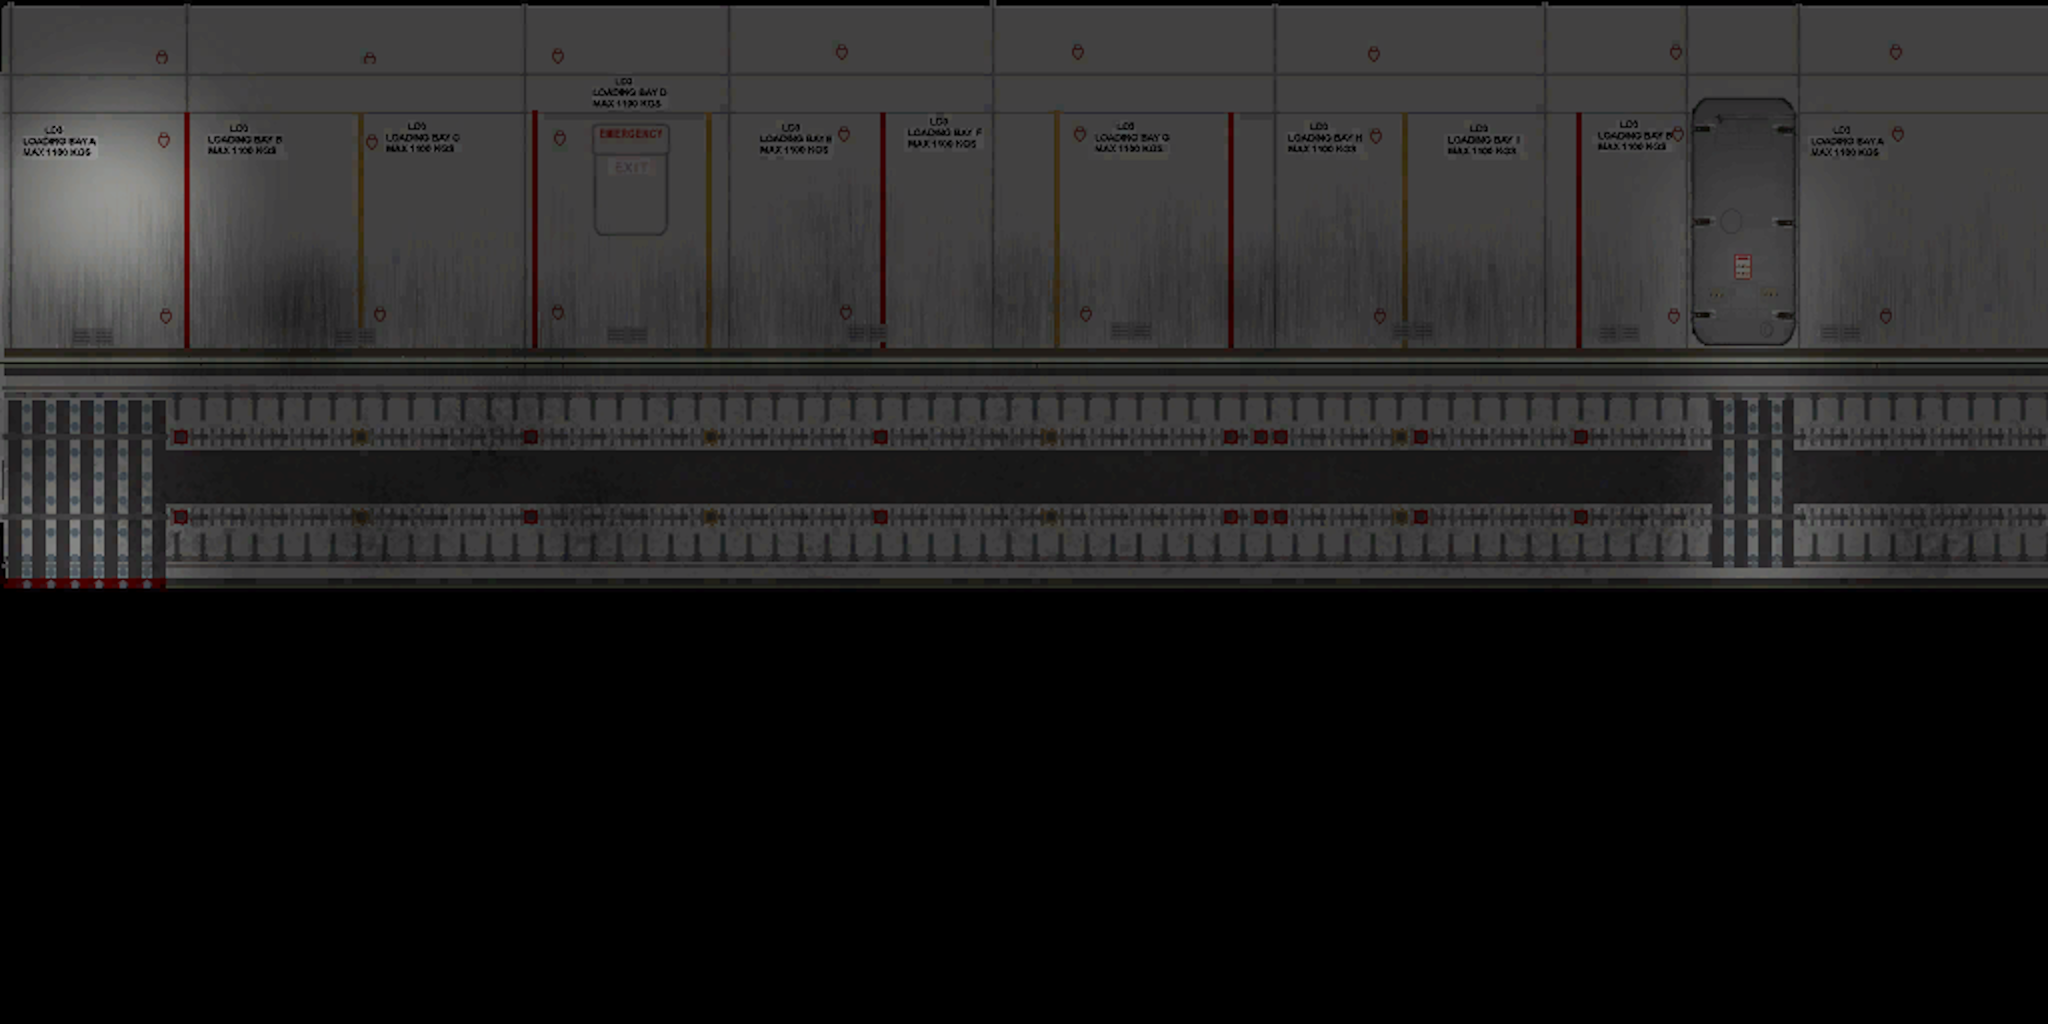 LD3
LOADING BAY A
MAX 1100 KGS
LD3
LOADING BAY B
MAX 1100 KGS
LD3
LOADING BAY C
MAX 1100 KGS
LD3
LOADING BAY D
MAX 1100 KGS
EMERGENCY
EXIT
LD3
LOADING BAY E
MAX 1100 KGS
LD3
LOADING BAY F
MAX 1100 KGS
LD3
LOADING BAY G
MAX 1100 KGS
LD3
LOADING BAY H
MAX 1100 KGS
LD3
LOADING BAY I
MAX 1100 KGS
LD3
LOADING BAY
MAX 1100 KGS
LD3
LOADING BAY A
MAX 1100 KGS